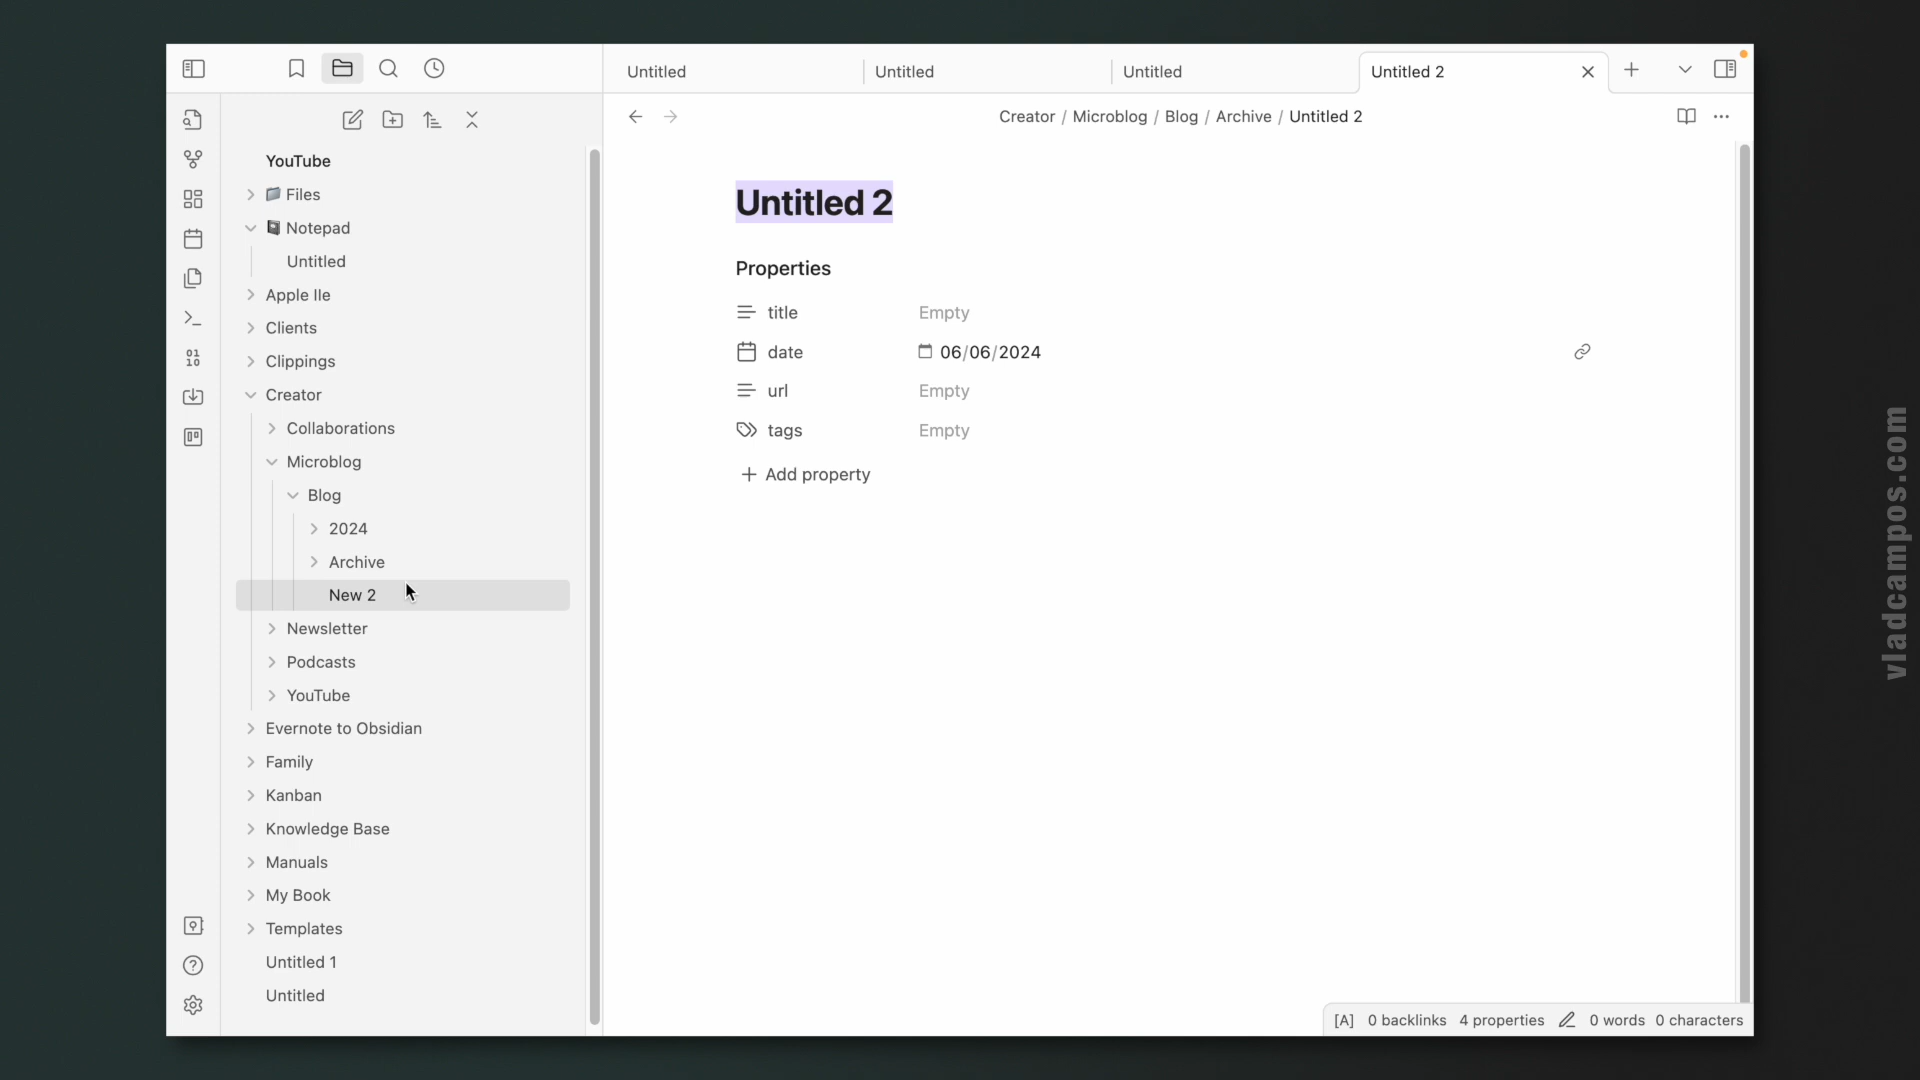 Untitled
Untitled
Untitled
Untitled 2
Creator / Microblog / Blog / Archive / Untitled 2
YouTube
Files
Notepad
Untitled
Apple IIe
Clients
Clippings
Creator
Collaborations
Microblog
Blog
2024
Archive
New 2
Newsletter
Podcasts
YouTube
Evernote to Obsidian
Family
Kanban
Knowledge Base
Manuals
My Book
Templates
Untitled 1
Untitled
Untitled 2
Properties
title Empty
date 06/06/2024
url Empty
tags Empty
+ Add property
[A] 0 backlinks 4 properties 0 words 0 characters
vladcampos.com